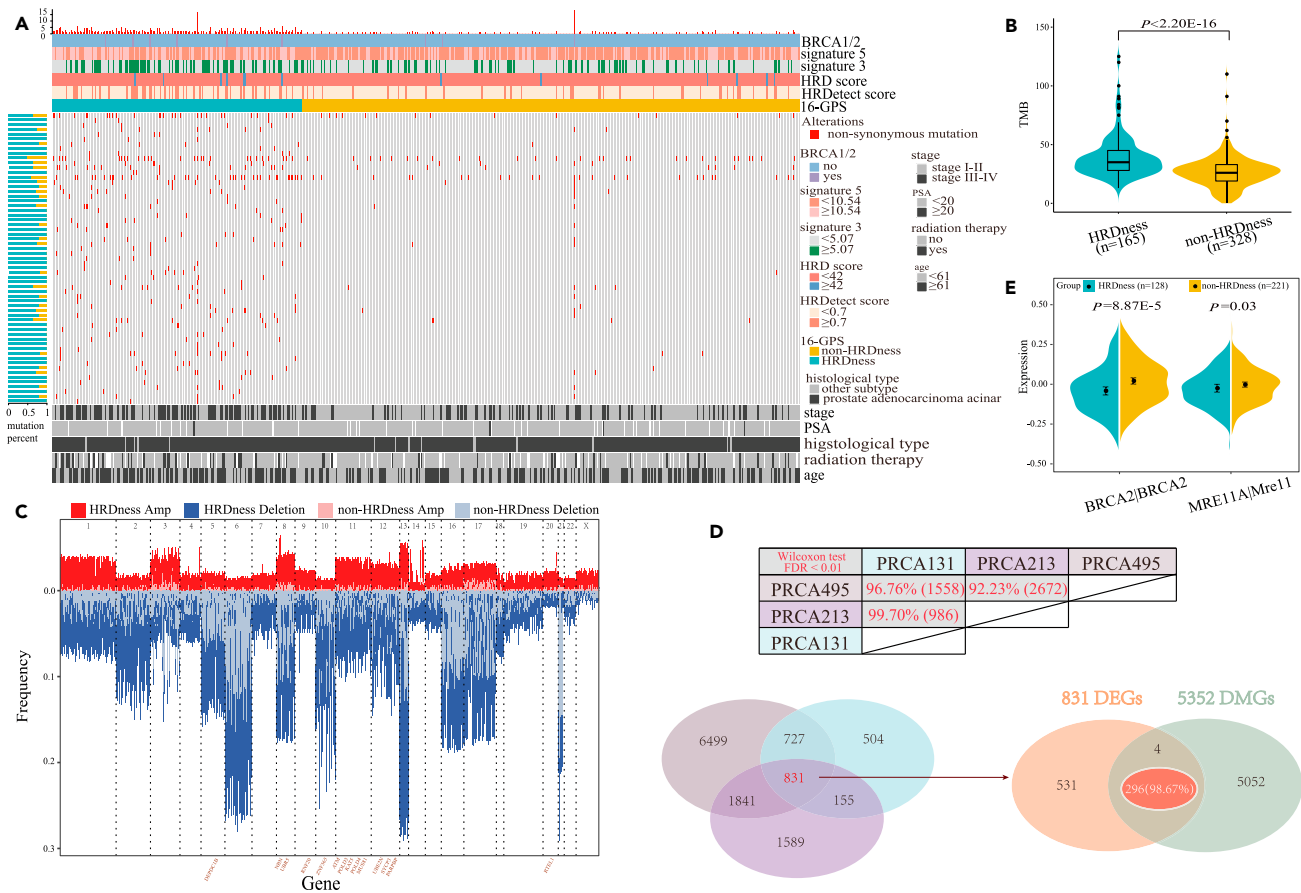 A
15
10
5
0
BRCA1/2
signature 5
signature 3
HRD score
HRDetect score
16-GPS
Alterations
non-synonymous mutation
BRCA1/2
no
yes
signature 5
<10.54
≥10.54
signature 3
<5.07
≥5.07
HRD score
<42
≥42
HRDetect score
<0.7
≥0.7
16-GPS
non-HRDness
HRDness
histological type
other subtype
prostate adenocarcinoma acinar
stage
stage I-II
stage III-IV
PSA
<20
≥20
radiation therapy
no
yes
age
<61
≥61
0 0.5 1
mutation
percent
stage
PSA
higstological type
radiation therapy
age
B
P<2.20E-16
TMB
150
100
50
0
HRDness
(n=165)
non-HRDness
(n=328)
E
Group HRDness (n=128) non-HRDness (n=221)
P=8.87E-5 P=0.03
Expression
0.50
0.25
0.00
-0.25
-0.50
BRCA2|BRCA2
MRE11A|Mre11
C
HRDness Amp HRDness Deletion non-HRDness Amp non-HRDness Deletion
1 2 3 4 5 6 7 8 9 10 11 12 13 14 15 16 17 18 19 20 21 22 X
Frequency
0.0
0.1
0.2
0.3
Gene
D
Wilcoxon test
FDR < 0.01
PRCA131 PRCA213 PRCA495
PRCA495 96.76% (1558) 92.23% (2672)
PRCA213 99.70% (986)
PRCA131
6499 727 504
831
1841 155
1589
831 DEGs 5352 DMGs
4
531 296(98.67%) 5052